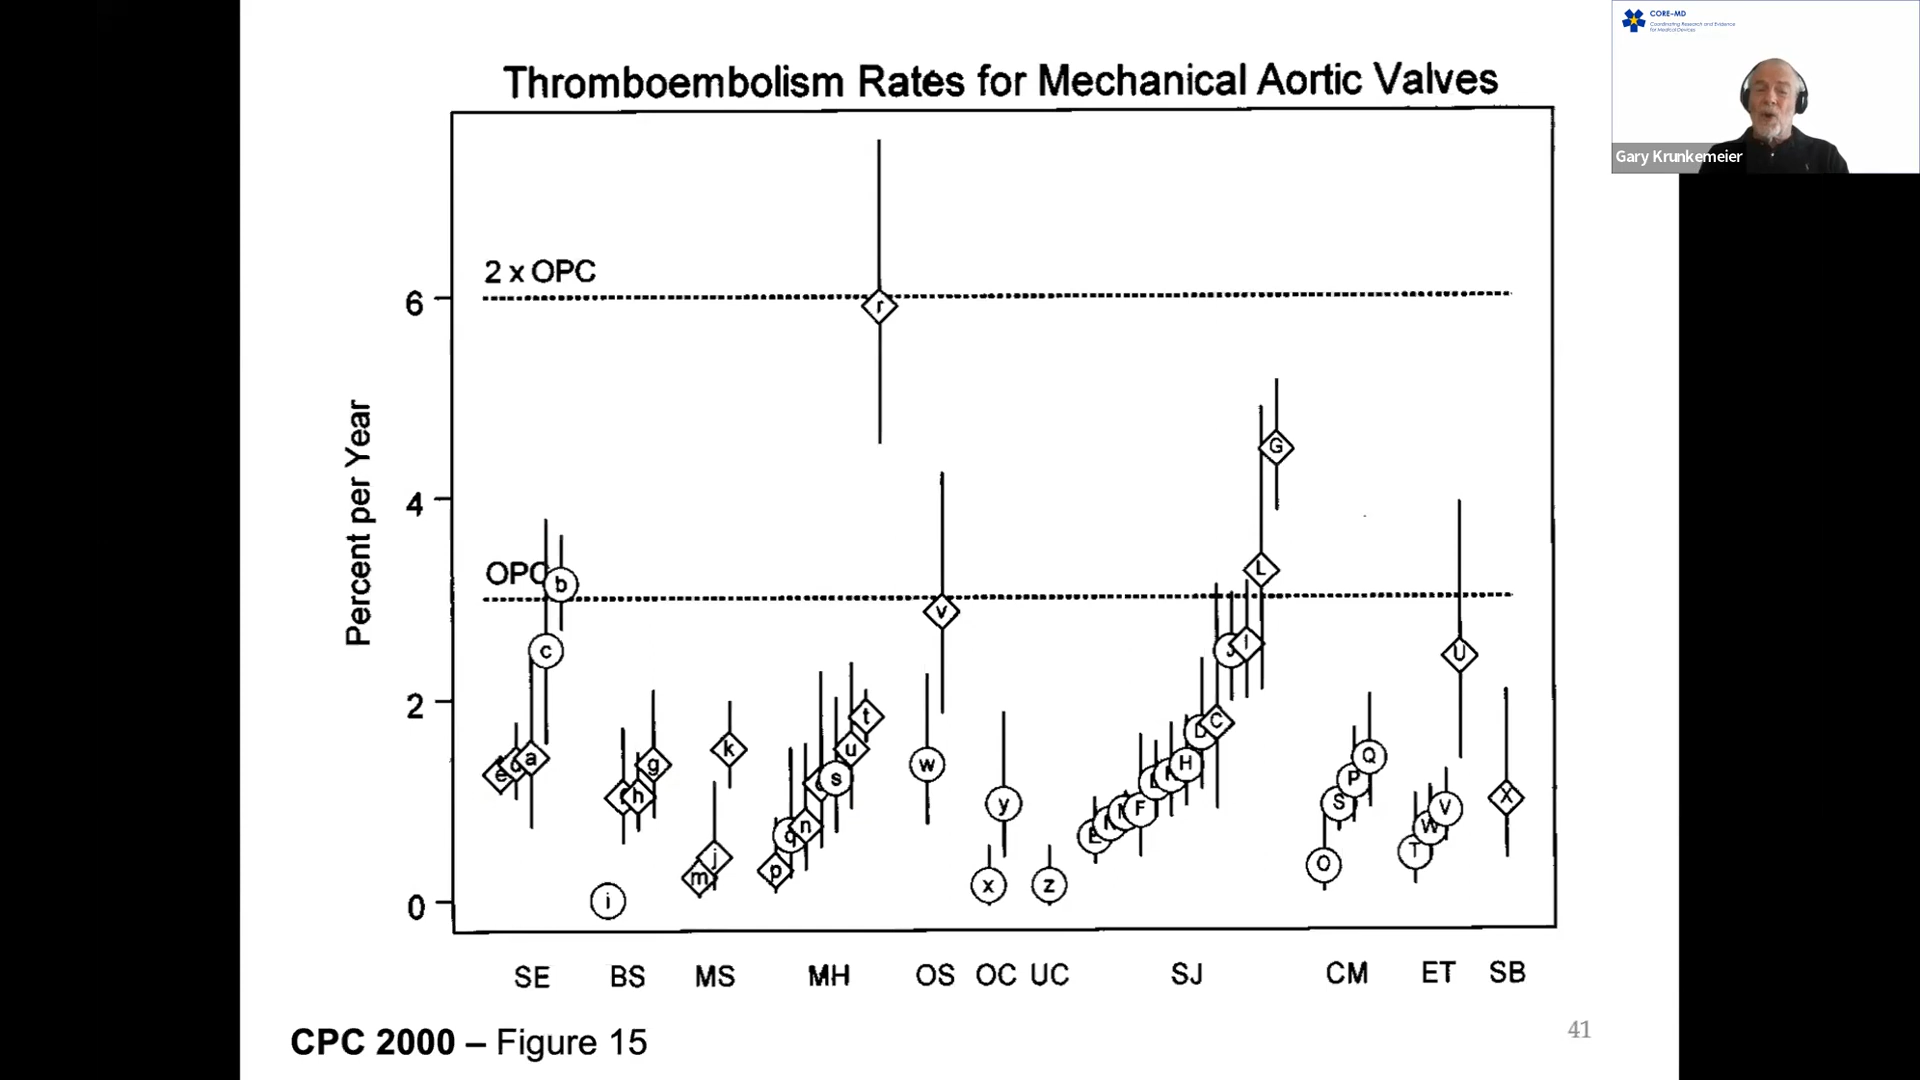 CORE-MD
Coordinating Research and Evidence
for Medical Devices
Gary Krunkemeier
Thromboembolism Rates for Mechanical Aortic Valves
Percent per Year
6
4
2
0
2 x OPC
OPC
r
G
L
b
v
c
J
I
U
t
C
D
k
u
e
d
a
g
h
s
n
q
p
w
y
x
z
i
j
m
F
H
Q
P
S
O
V
W
T
X
SE BS MS MH OS OC UC SJ CM ET SB
CPC 2000 – Figure 15
41